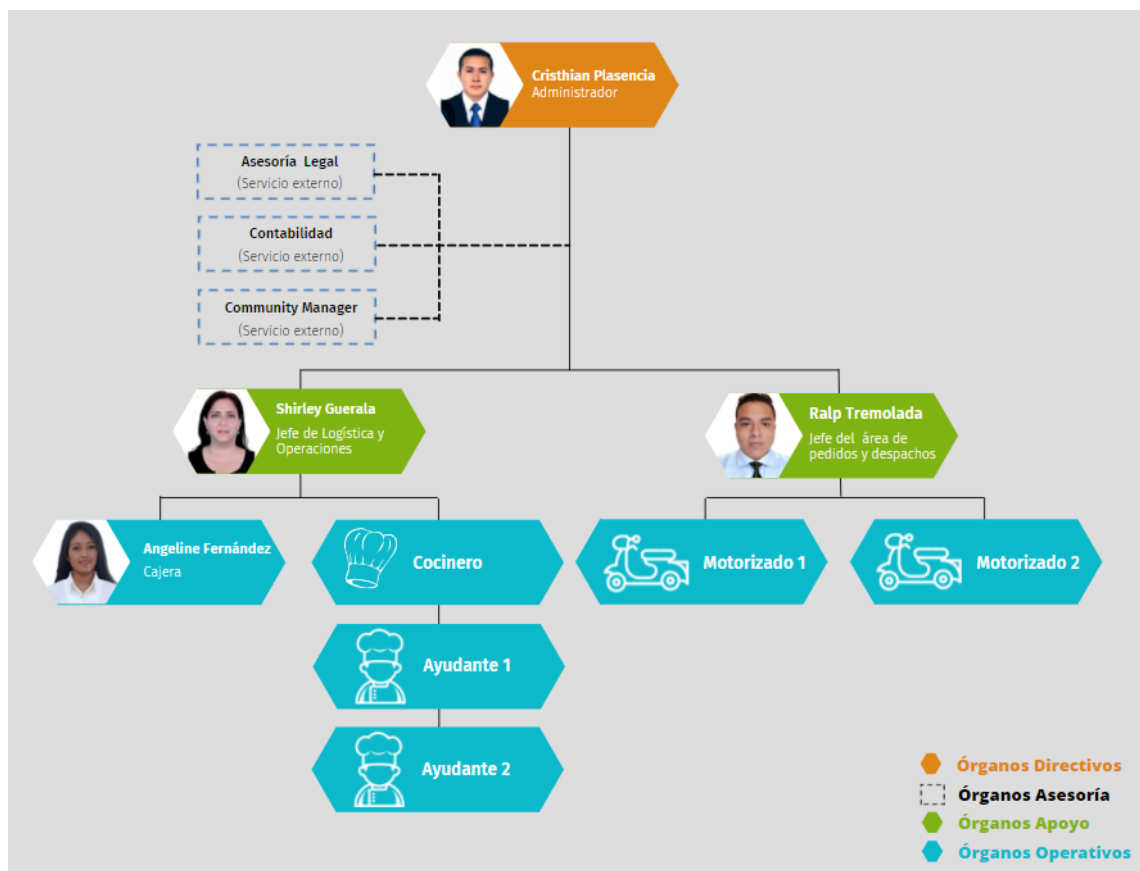 Cristhian Plasencia
Administrador
Asesoría Legal
(Servicio externo)
Contabilidad
(Servicio externo)
Community Manager
(Servicio externo)
Shirley Guerala
Jefe de Logística y
Operaciones
Ralp Tremolada
Jefe del área de
pedidos y despachos
Angeline Fernández
Cajera
Cocinero
Motorizado 1
Motorizado 2
Ayudante 1
Ayudante 2
Órganos Directivos
Órganos Asesoría
Órganos Apoyo
Órganos Operativos